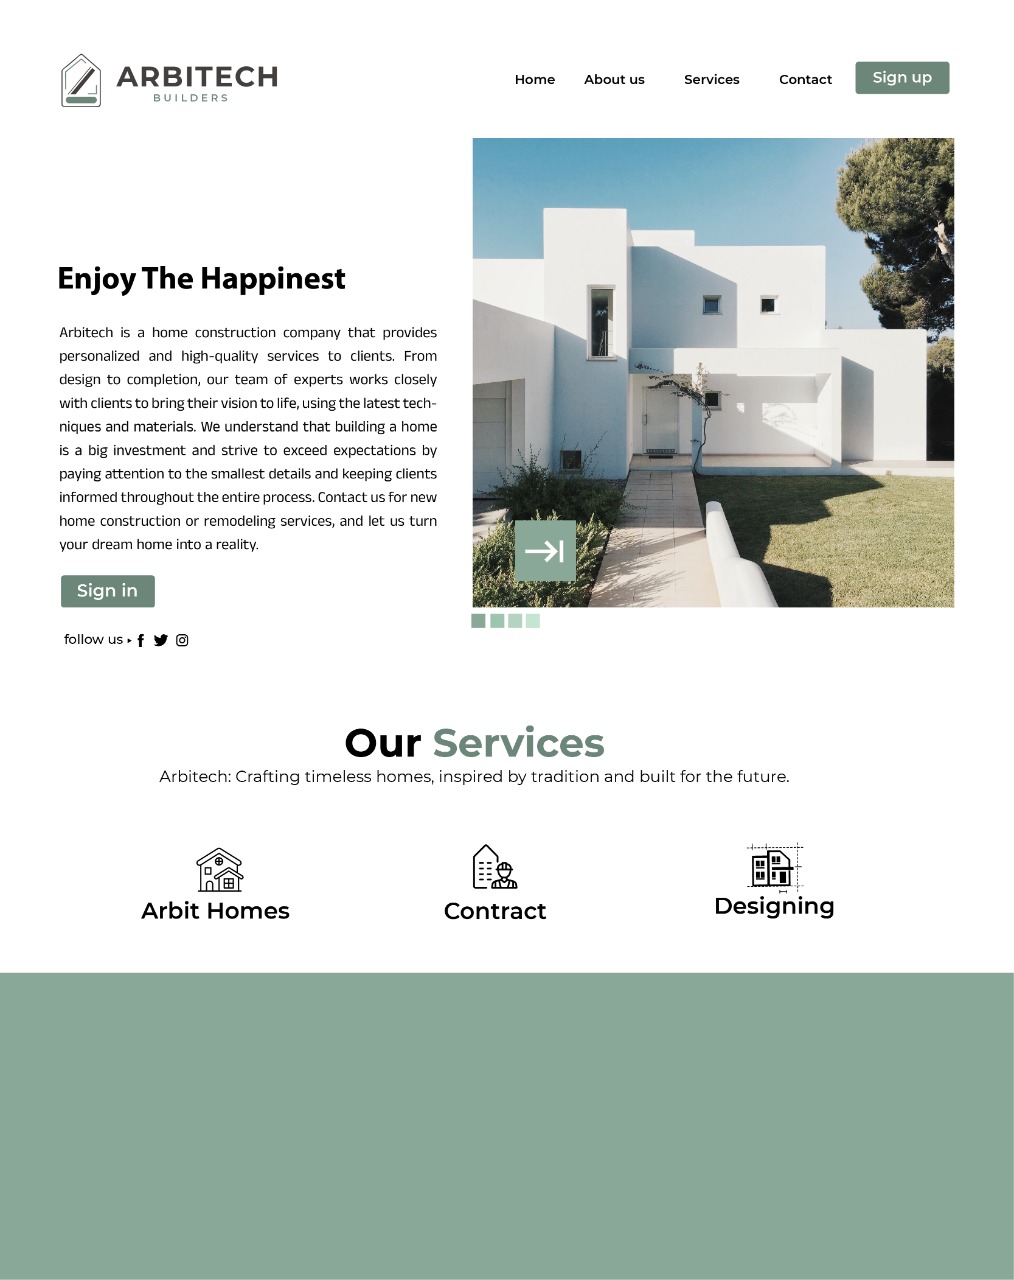 ARBITECH
BUILDERS
Home About us Services Contact Sign up
Enjoy The Happinest
Arbitech is a home construction company that provides
personalized and high-quality services to clients. From
design to completion, our team of experts works closely
with clients to bring their vision to life, using the latest tech-
niques and materials. We understand that building a home
is a big investment and strive to exceed expectations by
paying attention to the smallest details and keeping clients
informed throughout the entire process. Contact us for new
home construction or remodeling services, and let us turn
your dream home into a reality.
Sign in
follow us
Our Services
Arbitech: Crafting timeless homes, inspired by tradition and built for the future.
Arbit Homes Contract Designing